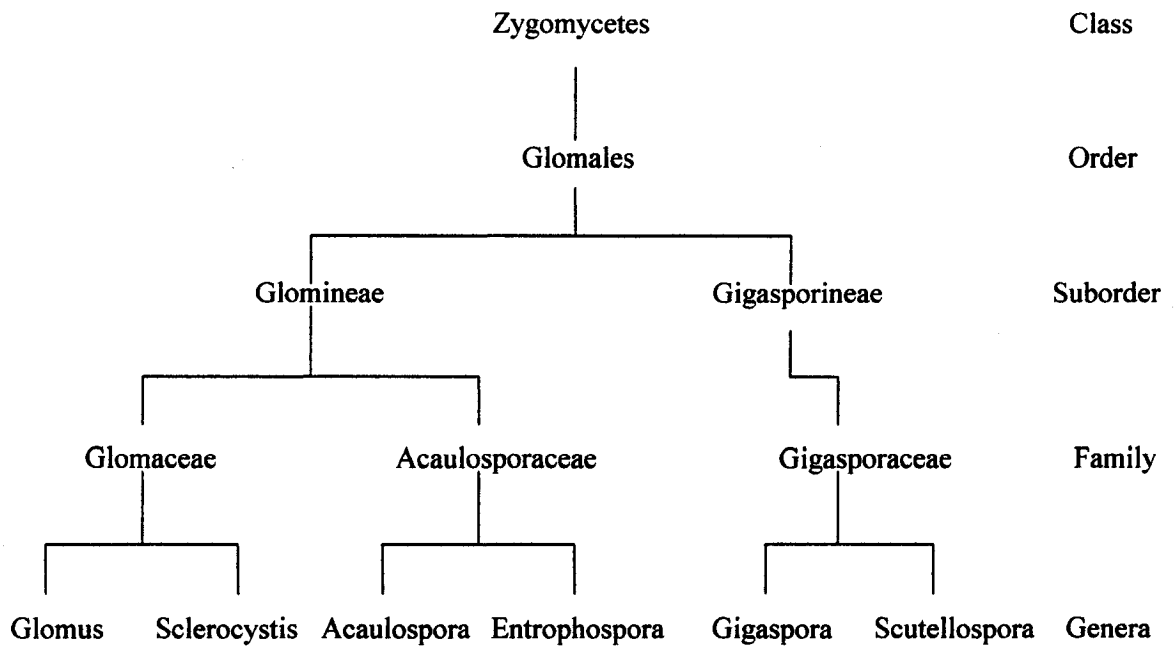 Zygomycetes Class
Glomales Order
Glomineae Gigasporineae Suborder
Glomaceae Acaulosporaceae Gigasporaceae Family
Glomus Sclerocystis Acaulospora Entrophospora Gigaspora Scutellospora Genera